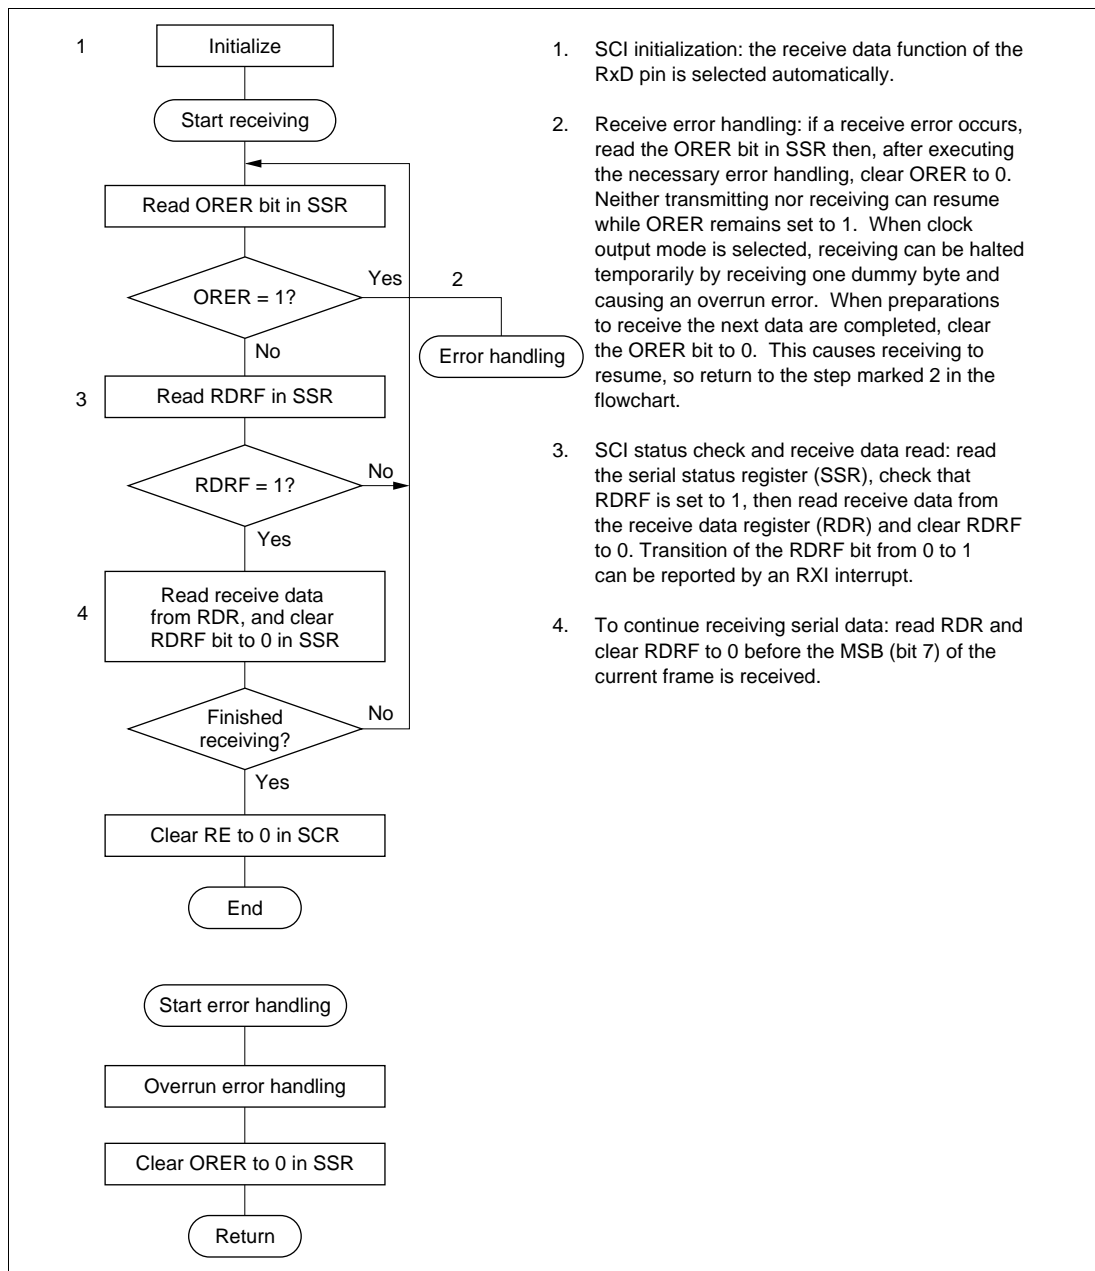 1
Initialize
Start receiving
Read ORER bit in SSR
Yes
2
ORER = 1?
No
Error handling
3
Read RDRF in SSR
No
RDRF = 1?
Yes
4
Read receive data
from RDR, and clear
RDRF bit to 0 in SSR
No
Finished
receiving?
Yes
Clear RE to 0 in SCR
End
Start error handling
Overrun error handling
Clear ORER to 0 in SSR
Return
1. SCI initialization: the receive data function of the
RxD pin is selected automatically.
2. Receive error handling: if a receive error occurs,
read the ORER bit in SSR then, after executing
the necessary error handling, clear ORER to 0.
Neither transmitting nor receiving can resume
while ORER remains set to 1. When clock
output mode is selected, receiving can be halted
temporarily by receiving one dummy byte and
causing an overrun error. When preparations
to receive the next data are completed, clear
the ORER bit to 0. This causes receiving to
resume, so return to the step marked 2 in the
flowchart.
3. SCI status check and receive data read: read
the serial status register (SSR), check that
RDRF is set to 1, then read receive data from
the receive data register (RDR) and clear RDRF
to 0. Transition of the RDRF bit from 0 to 1
can be reported by an RXI interrupt.
4. To continue receiving serial data: read RDR and
clear RDRF to 0 before the MSB (bit 7) of the
current frame is received.